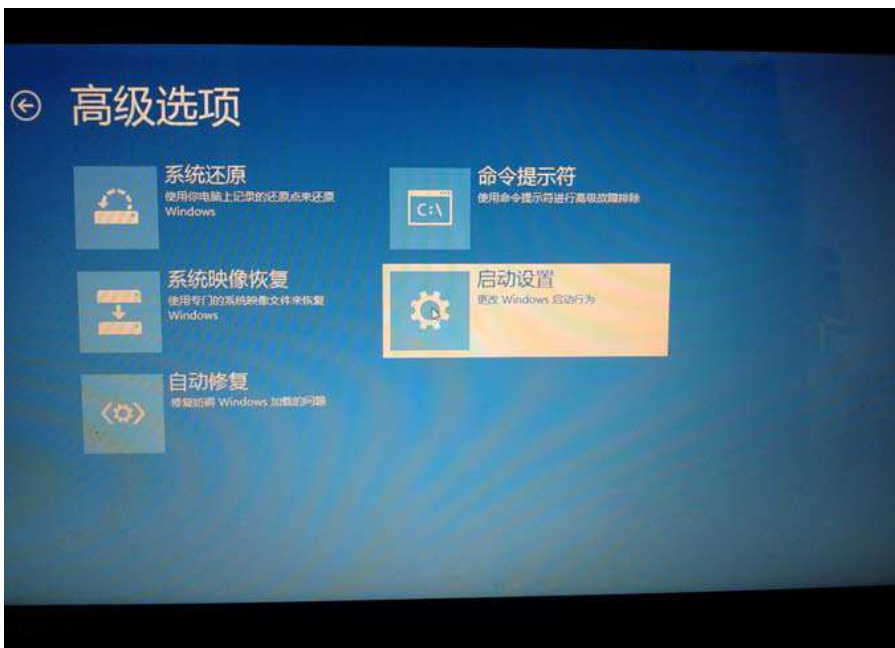 高级选项
系统还原
使用你电脑上记录的还原点来还原
Windows
命令提示符
使用命令提示符进行高级故障排除
C:\
系统映像恢复
使用专门的系统映像文件来恢复
Windows
启动设置
更改 Windows 启动行为
自动修复
修复妨碍 Windows 加载的问题